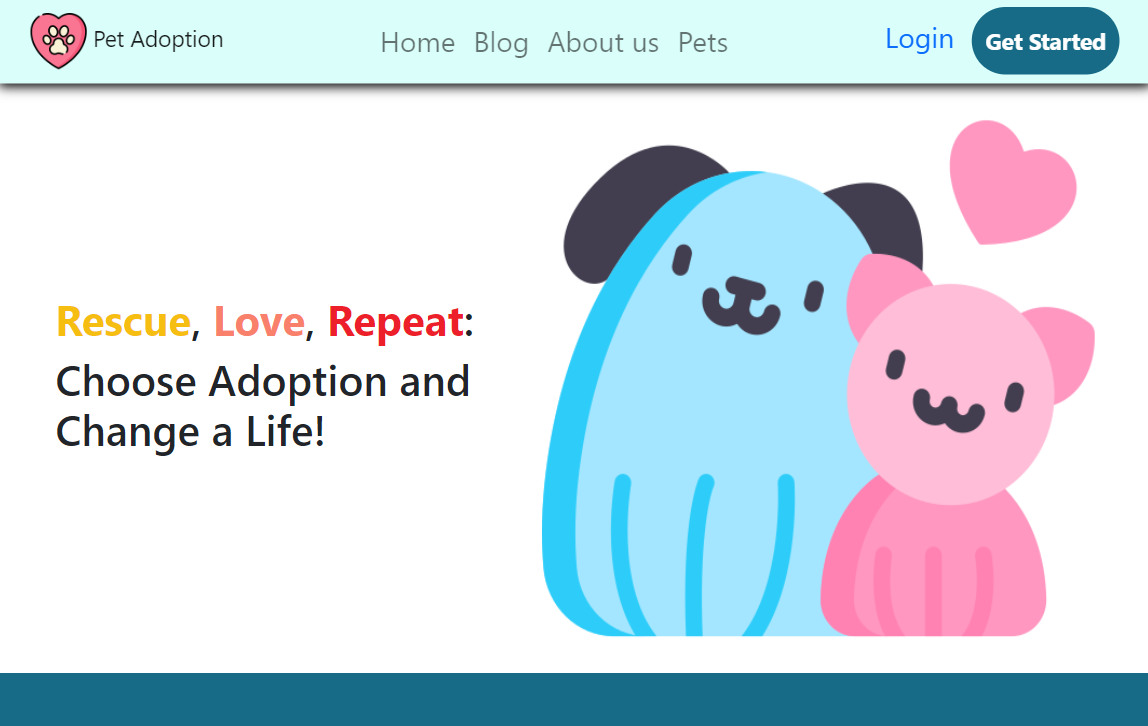 Pet Adoption Home Blog About us Pets Login Get Started
Rescue, Love, Repeat:
Choose Adoption and
Change a Life!